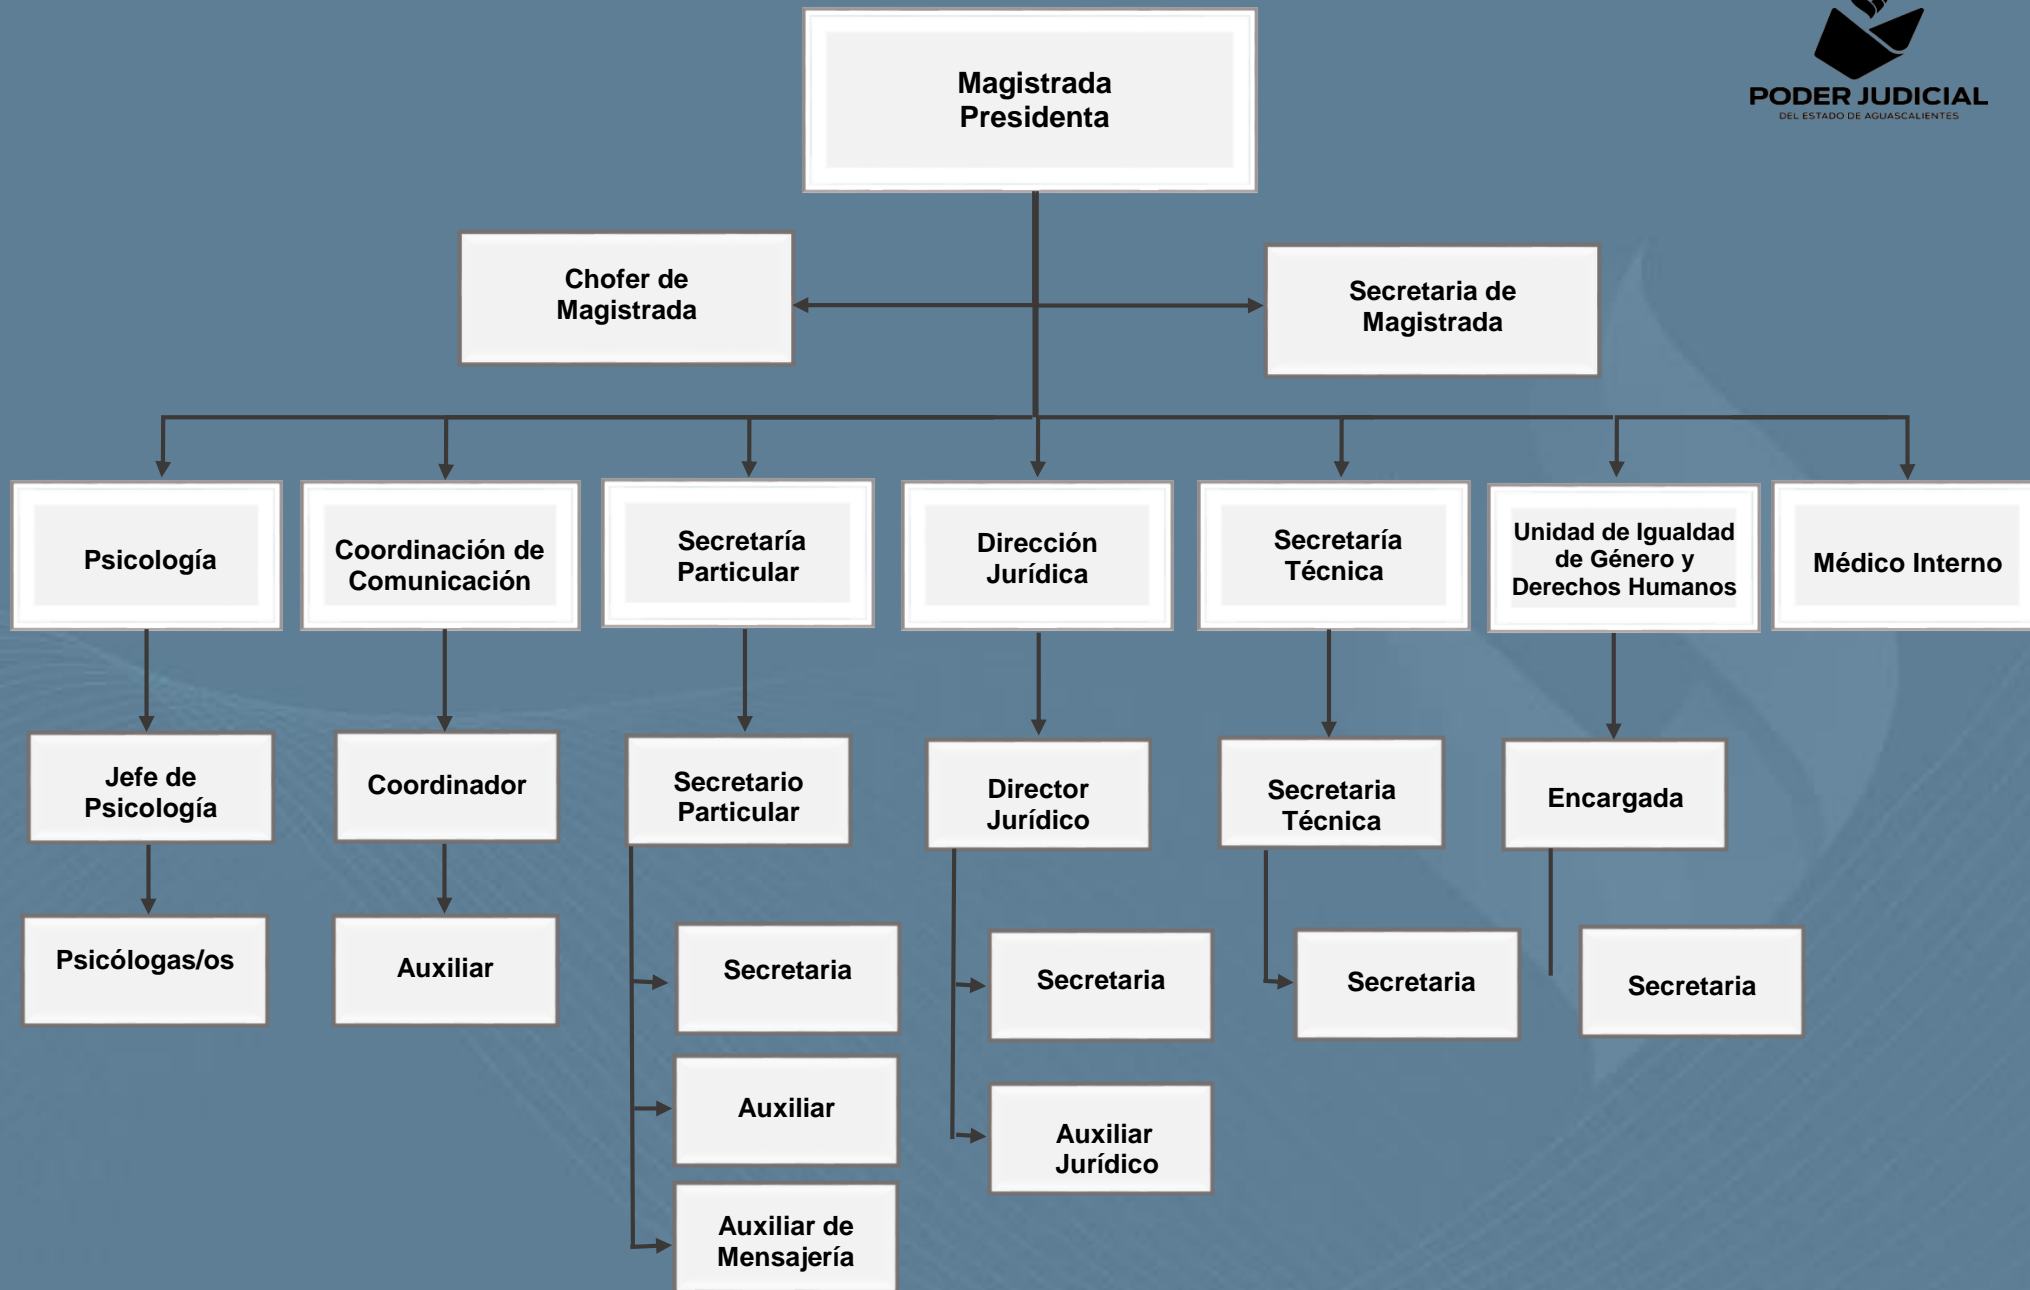 PODER JUDICIAL
DEL ESTADO DE AGUASCALIENTES
Magistrada
Presidenta
Chofer de
Magistrada
Secretaria de
Magistrada
Psicología
Coordinación de
Comunicación
Secretaría
Particular
Dirección
Jurídica
Secretaría
Técnica
Unidad de Igualdad
de Género y
Derechos Humanos
Médico Interno
Jefe de
Psicología
Coordinador
Secretario
Particular
Director
Jurídico
Secretaria
Técnica
Encargada
Psicólogas/os
Auxiliar
Secretaria
Secretaria
Secretaria
Secretaria
Auxiliar
Auxiliar
Jurídico
Auxiliar de
Mensajería